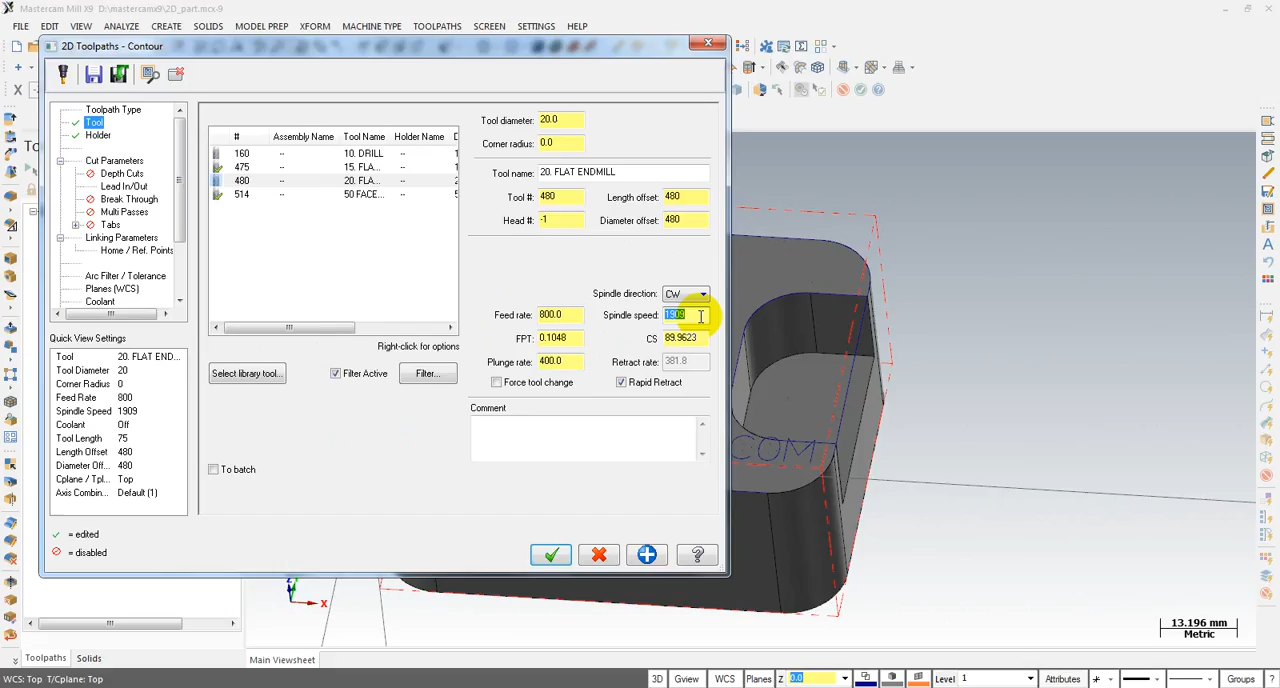 Mastercam Mill X9 D:\mastercamx9\2D_part.mcx-9
FILE EDIT VIEW ANALYZE CREATE SOLIDS MODEL PREP XFORM MACHINE TYPE TOOLPATHS SCREEN SETTINGS HELP
2D Toolpaths - Contour
Toolpath Type
Tool
Holder
Cut Parameters
Depth Cuts
Lead In/Out
Break Through
Multi Passes
Tabs
Linking Parameters
Home / Ref. Points
Arc Filter / Tolerance
Planes (WCS)
Coolant
Quick View Settings
Tool 20. FLAT ENDM...
Tool Diameter 20
Corner Radius 0
Feed Rate 800
Spindle Speed 1909
Coolant Off
Tool Length 75
Length Offset 480
Diameter Off... 480
Cplane / Tpl... Top
Axis Combin... Default (1)
= edited
= disabled
# Assembly Name Tool Name Holder Name D
160 -- 10. DRILL -- 1
475 -- 15. FLA... -- 1
480 -- 20. FLA... -- 2
514 -- 50 FACE... -- 5
Right-click for options
Select library tool...
Filter Active
Filter...
To batch
Tool diameter: 20.0
Corner radius: 0.0
Tool name: 20. FLAT ENDMILL
Tool #: 480 Length offset: 480
Head #: -1 Diameter offset: 480
Spindle direction: CW
Feed rate: 800.0 Spindle speed: 1909
FPT: 0.1048 CS 89.9623
Plunge rate: 400.0 Retract rate: 381.8
Force tool change Rapid Retract
Comment
COM
X
13.196 mm
Metric
Toolpaths Solids
Main Viewsheet
WCS: Top T/Cplane: Top 3D Gview WCS Planes Z 0.0 Level 1 Attributes Groups ?